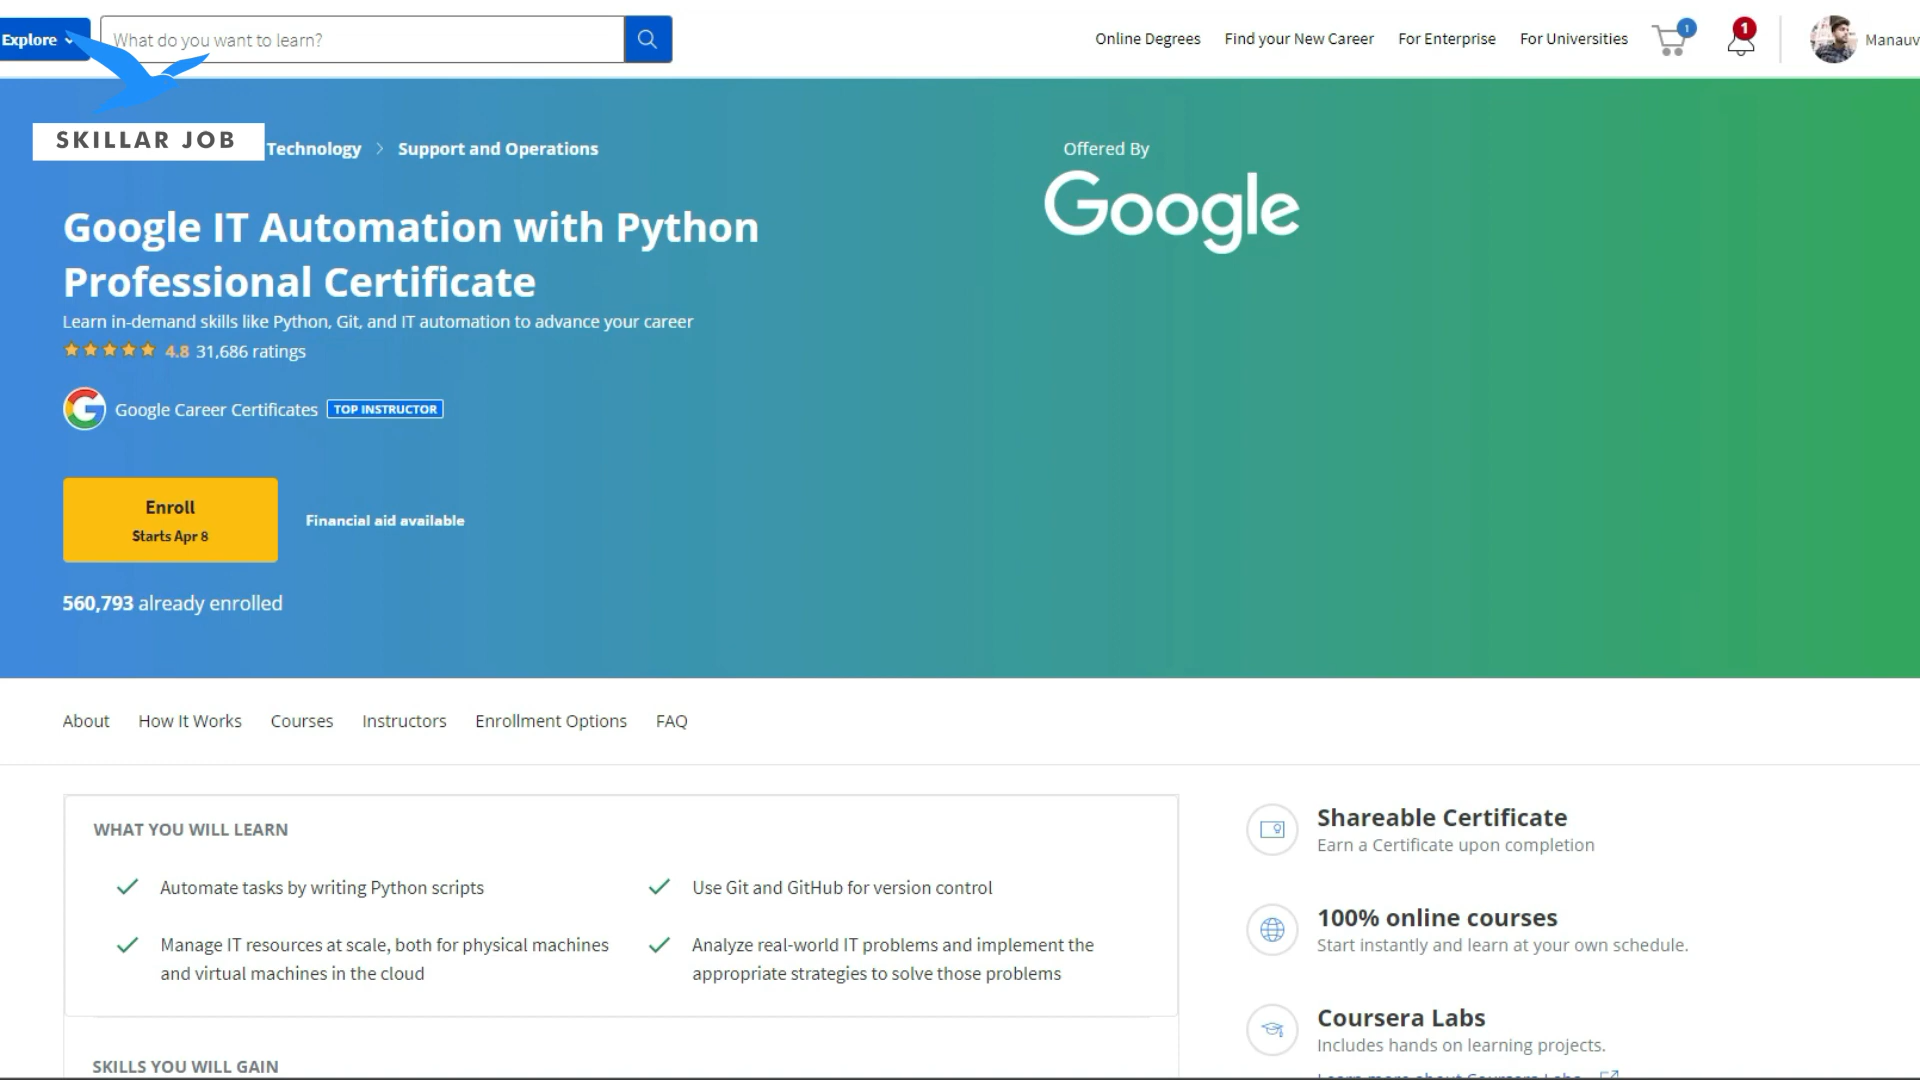 Explore
What do you want to learn?
Online Degrees
Find your New Career
For Enterprise
For Universities
1
1
Manauv
SKILLAR JOB
Technology
Support and Operations
Offered By
Google
Google IT Automation with Python
Professional Certificate
Learn in-demand skills like Python, Git, and IT automation to advance your career
4.8 31,686 ratings
Google Career Certificates
TOP INSTRUCTOR
Enroll
Starts Apr 8
Financial aid available
560,793 already enrolled
About
How It Works
Courses
Instructors
Enrollment Options
FAQ
WHAT YOU WILL LEARN
Automate tasks by writing Python scripts
Use Git and GitHub for version control
Manage IT resources at scale, both for physical machines
and virtual machines in the cloud
Analyze real-world IT problems and implement the
appropriate strategies to solve those problems
SKILLS YOU WILL GAIN
Shareable Certificate
Earn a Certificate upon completion
100% online courses
Start instantly and learn at your own schedule.
Coursera Labs
Includes hands on learning projects.
Learn more about Coursera Labs